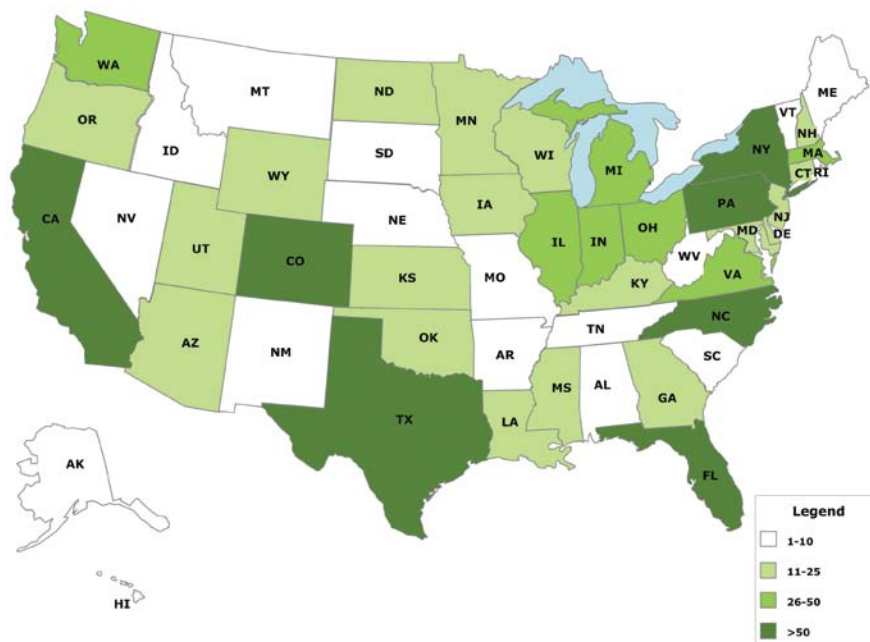 WA
MT
ND
MN
ME
VT
NH
OR
ID
SD
WI
NY
MA
WY
MI
CT
RI
PA
IA
NJ
CA
NV
NE
UT
CO
IL
IN
OH
MD
DE
WV
KS
MO
KY
VA
AZ
NM
OK
AR
TN
NC
SC
MS
AL
GA
TX
LA
FL
AK
HI
Legend
1-10
11-25
26-50
>50